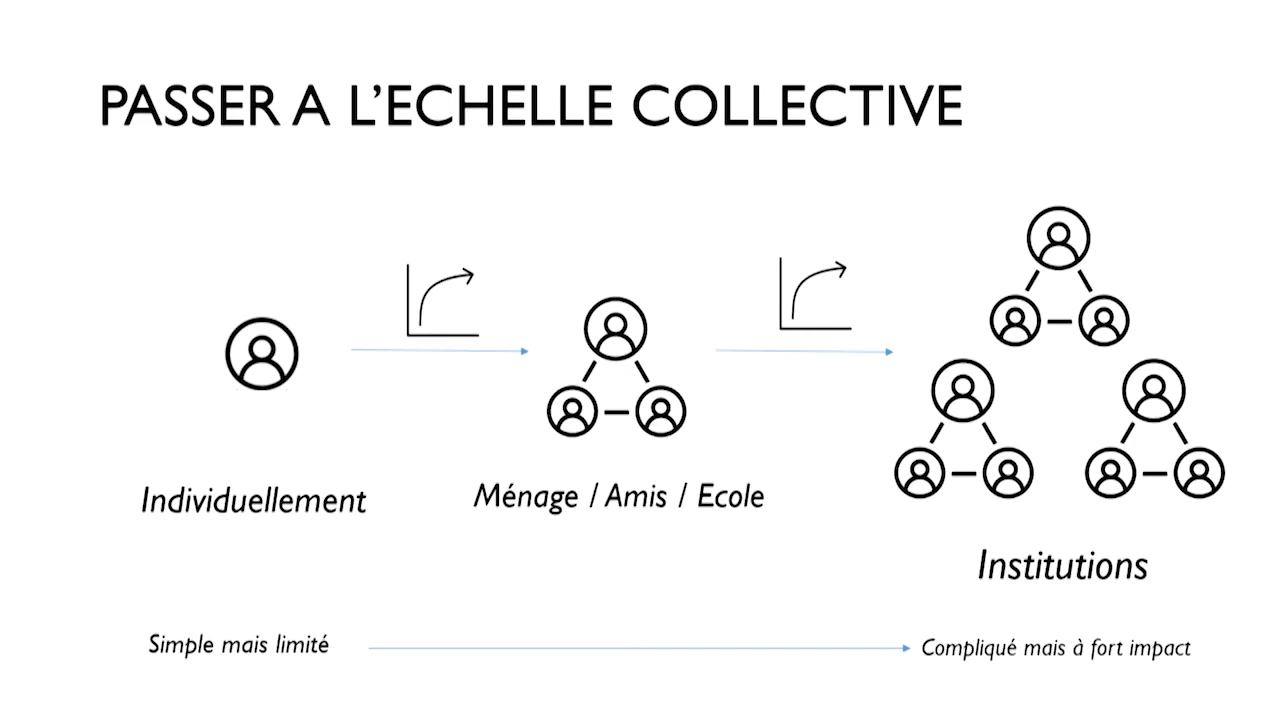 PASSER A L’ECHELLE COLLECTIVE
Individuellement
Ménage / Amis / Ecole
Institutions
Simple mais limité
Compliqué mais à fort impact